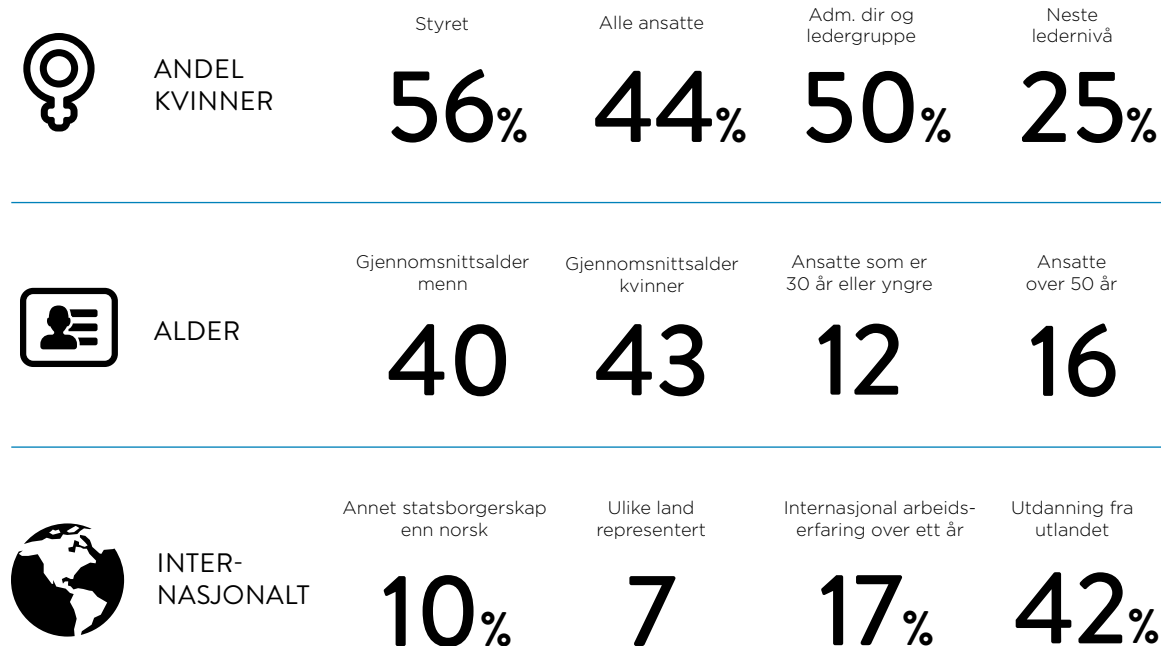 ANDEL
KVINNER
Styret
56%
Alle ansatte
44%
Adm. dir og
ledergruppe
50%
Neste
ledernivå
25%
ALDER
Gjennomsnittsalder
menn
40
Gjennomsnittsalder
kvinner
43
Ansatte som er
30 år eller yngre
12
Ansatte
over 50 år
16
INTER-
NASJONALT
Annet statsborgerskap
enn norsk
10%
Ulike land
representert
7
Internasjonal arbeids-
erfaring over ett år
17%
Utdanning fra
utlandet
42%